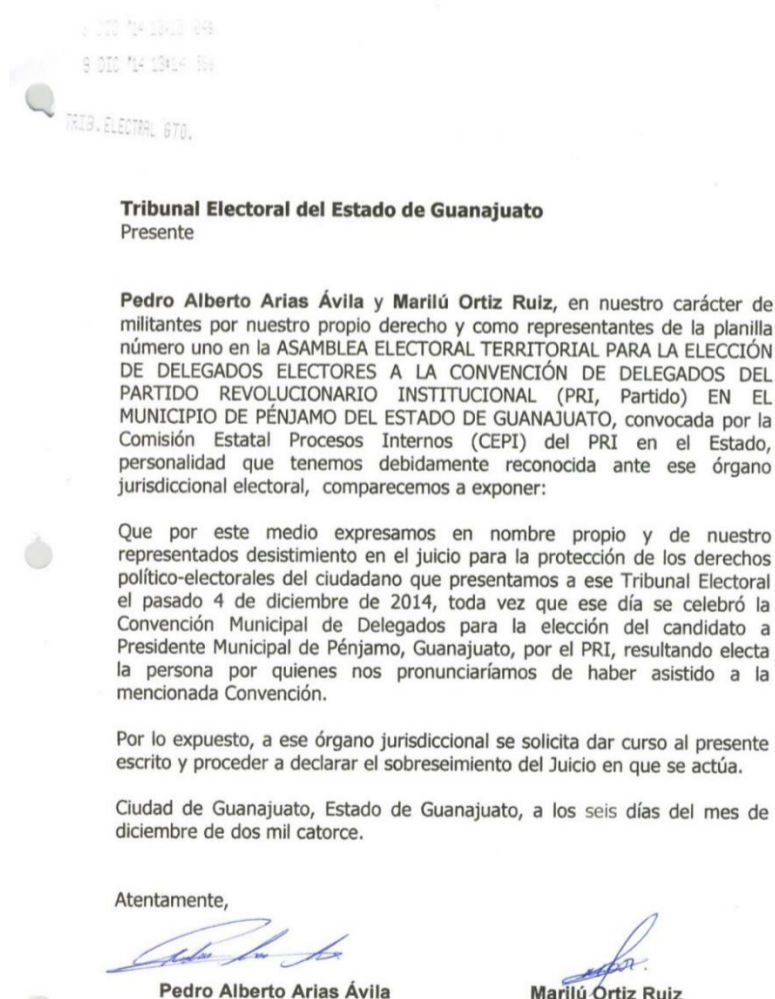 9 DIC '14 13
TRIB. ELECTRAL GTO.
Tribunal Electoral del Estado de Guanajuato
Presente
Pedro Alberto Arias Ávila y Marilú Ortiz Ruiz, en nuestro carácter de
militantes por nuestro propio derecho y como representantes de la planilla
número uno en la ASAMBLEA ELECTORAL TERRITORIAL PARA LA ELECCIÓN
DE DELEGADOS ELECTORES A LA CONVENCIÓN DE DELEGADOS DEL
PARTIDO REVOLUCIONARIO INSTITUCIONAL (PRI, Partido) EN EL
MUNICIPIO DE PÉNJAMO DEL ESTADO DE GUANAJUATO, convocada por la
Comisión Estatal Procesos Internos (CEPI) del PRI en el Estado,
personalidad que tenemos debidamente reconocida ante ese órgano
jurisdiccional electoral, comparecemos a exponer:
Que por este medio expresamos en nombre propio y de nuestro
representados desistimiento en el juicio para la protección de los derechos
político-electorales del ciudadano que presentamos a ese Tribunal Electoral
el pasado 4 de diciembre de 2014, toda vez que ese día se celebró la
Convención Municipal de Delegados para la elección del candidato a
Presidente Municipal de Pénjamo, Guanajuato, por el PRI, resultando electa
la persona por quienes nos pronunciaríamos de haber asistido a la
mencionada Convención.
Por lo expuesto, a ese órgano jurisdiccional se solicita dar curso al presente
escrito y proceder a declarar el sobreseimiento del Juicio en que se actúa.
Ciudad de Guanajuato, Estado de Guanajuato, a los seis días del mes de
diciembre de dos mil catorce.
Atentamente,
Pedro Alberto Arias Ávila
Marilú Ortiz Ruiz